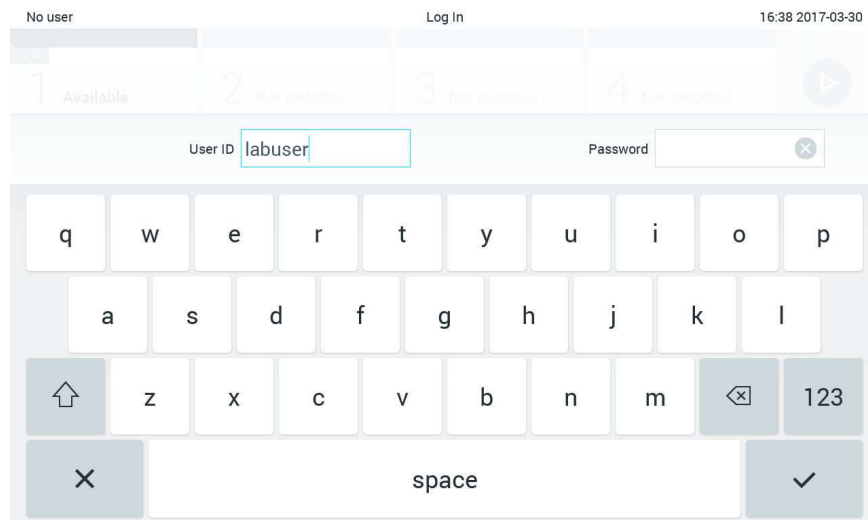 No user Log In 16:38 2017-03-30
1 Available 2 Not installed 3 Not installed 4 Not installed
User ID labuser Password
q w e r t y u i o p
a s d f g h j k l
z x c v b n m 123
space